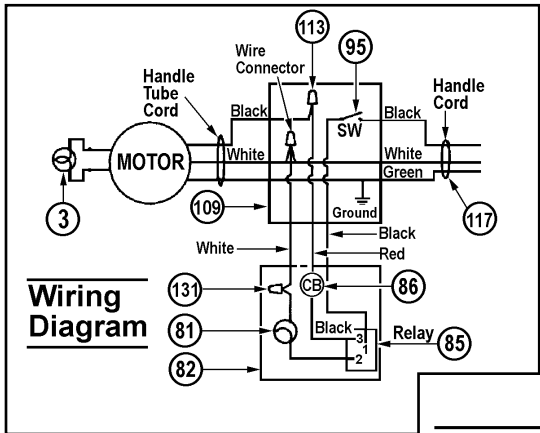 113
95
Wire
Connector
Handle
Tube
Cord
Handle
Cord
Black
Black
SW
MOTOR
White
White
Green
3
109
Ground
117
Black
White
Red
Wiring
Diagram
131
CB
86
81
Black
3
1
2
Relay
85
82